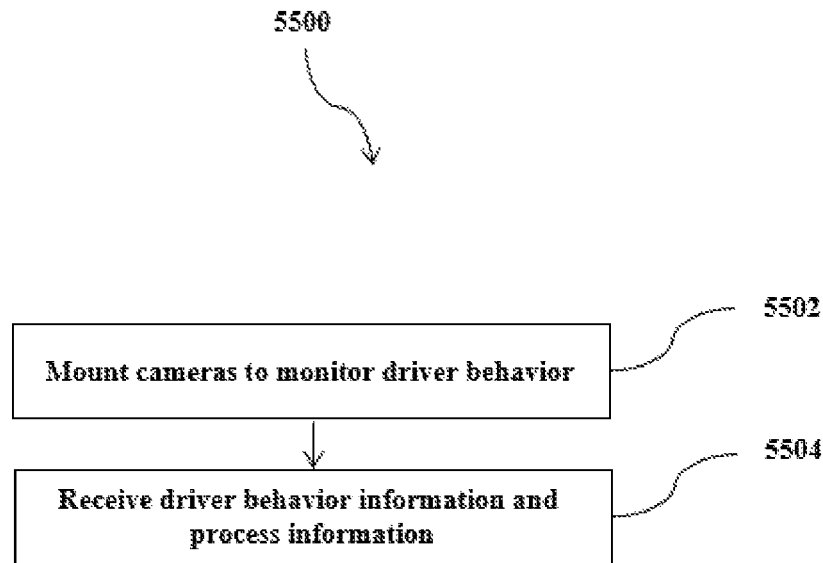 5500
5502
Mount cameras to monitor driver behavior
5504
Receive driver behavior information and
process information